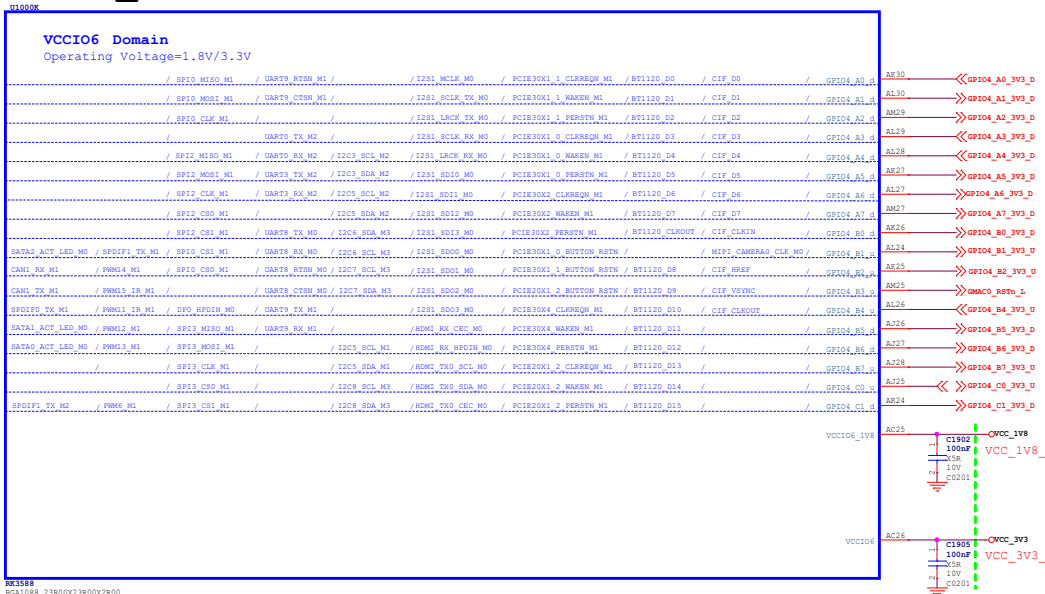 U1000K
VCCIO6 Domain
Operating Voltage=1.8V/3.3V
/ SPI0_MISO_M1 / UART9_RTSN_M1 / / I2S1_MCLK_M0 / PCIE30X1_1_CLKREQN_M1 / BT1120_D0 / CIF_D0 / GPIO4_A0_d AK30 GPIO4_A0_3V3_D
/ SPI0_MOSI_M1 / UART9_CTSN_M1 / / I2S1_SCLK_TX_M0 / PCIE30X1_1_WAKEN_M1 / BT1120_D1 / CIF_D1 GPIO4_A1_d AL30 GPIO4_A1_3V3_D
/ SPI0_CLK_M1 / / I2S1_LRCK_TX_M0 / PCIE30X1_1_PERSTN_M1 / BT1120_D2 / CIF_D2 / GPIO4_A2_d AM29 GPIO4_A2_3V3_D
/ UART0_TX_M2 / / I2S1_SCLK_RX_M0 / PCIE30X1_0_CLKREQN_M1 / BT1120_D3 / CIF_D3 / GPIO4_A3_d AL29 GPIO4_A3_3V3_D
/ SPI2_MISO_M1 / UART0_RX_M2 / I2C3_SCL_M2 / I2S1_LRCK_RX_M0 / PCIE30X1_0_WAKEN_M1 / BT1120_D4 / CIF_D4 / GPIO4_A4_d AL28 GPIO4_A4_3V3_D
/ SPI2_MOSI_M1 / UART3_TX_M2 / I2C3_SDA_M2 / I2S1_SDI0_M0 / PCIE30X1_0_PERSTN_M1 / BT1120_D5 / CIF_D5 / GPIO4_A5_d AK27 GPIO4_A5_3V3_D
/ SPI2_CLK_M1 / UART3_RX_M2 / I2C5_SCL_M2 / I2S1_SDI1_M0 / PCIE30X2_CLKREQN_M1 / BT1120_D6 / CIF_D6 / GPIO4_A6_d AL27 GPIO4_A6_3V3_D
/ SPI2_CS0_M1 / / I2C5_SDA_M2 / I2S1_SDI2_M0 / PCIE30X2_WAKEN_M1 / BT1120_D7 / CIF_D7 / GPIO4_A7_d AM27 GPIO4_A7_3V3_D
/ SPI2_CS1_M1 / UART8_TX_M0 / I2C6_SDA_M3 / I2S1_SDI3_M0 / PCIE30X2_PERSTN_M1 / BT1120_CLKOUT / CIF_CLKIN GPIO4_B0_d AK26 GPIO4_B0_3V3_D
SATA2_ACT_LED_M0 / SPDIF1_TX_M1 / SPI0_CS1_M1 / UART8_RX_M0 / I2C6_SCL_M3 / I2S1_SDO0_M0 / PCIE30X1_0_BUTTON_RSTN / / MIPI_CAMERA0_CLK_M0 / GPIO4_B1_u AL24 GPIO4_B1_3V3_U
CAN1_RX_M1 / PWM14_M1 / SPI0_CS0_M1 / UART8_RTSN_M0 / I2C7_SCL_M3 / I2S1_SDO1_M0 / PCIE30X1_1_BUTTON_RSTN / BT1120_D8 / CIF_HREF / GPIO4_B2_u AK25 GPIO4_B2_3V3_U
CAN1_TX_M1 / PWM15_IR_M1 / / UART8_CTSN_M0 / I2C7_SDA_M3 / I2S1_SDO2_M0 / PCIE20X1_2_BUTTON_RSTN / BT1120_D9 / CIF_VSYNC / GPIO4_B3_u AM25 GMAC0_RSTn_L
SPDIF0_TX_M1 / PWM11_IR_M1 / DP0_HPDIN_M0 / UART9_TX_M1 / / I2S1_SDO3_M0 / PCIE30X4_CLKREQN_M1 / BT1120_D10 / CIF_CLKOUT / GPIO4_B4_u AL26 GPIO4_B4_3V3_U
SATA1_ACT_LED_M0 / PWM12_M1 / SPI3_MISO_M1 / UART9_RX_M1 / /HDMI_RX_CEC_M0 / PCIE30X4_WAKEN_M1 / BT1120_D11 / / GPIO4_B5_d AJ26 GPIO4_B5_3V3_D
SATA0_ACT_LED_M0 / PWM13_M1 / SPI3_MOSI_M1 / / I2C5_SCL_M1 /HDMI_RX_HPDIN_M0 / PCIE30X4_PERSTN_M1 / BT1120_D12 / / GPIO4_B6_d AJ27 GPIO4_B6_3V3_D
/ / SPI3_CLK_M1 / / I2C5_SDA_M1 /HDMI_TX0_SCL_M0 / PCIE20X1_2_CLKREQN_M1 / BT1120_D13 / / GPIO4_B7_u AJ28 GPIO4_B7_3V3_U
/ SPI3_CS0_M1 / / I2C8_SCL_M3 /HDMI_TX0_SDA_M0 / PCIE20X1_2_WAKEN_M1 / BT1120_D14 / / GPIO4_C0_u AJ25 GPIO4_C0_3V3_U
SPDIF1_TX_M2 / PWM6_M1 / SPI3_CS1_M1 / / I2C8_SDA_M3 /HDMI_TX0_CEC_M0 / PCIE20X1_2_PERSTN_M1 / BT1120_D15 / / GPIO4_C1_d AK24 GPIO4_C1_3V3_D
VCCIO6_1V8 AC25 VCC_1V8
1 C1902
100nF VCC_1V8_
X5R
10V
2 C0201
VCCIO6 AC26 VCC_3V3
1 C1905
100nF VCC_3V3_
X5R
10V
2 C0201
RK3588
BGA1088_23R00X23R00X2R00